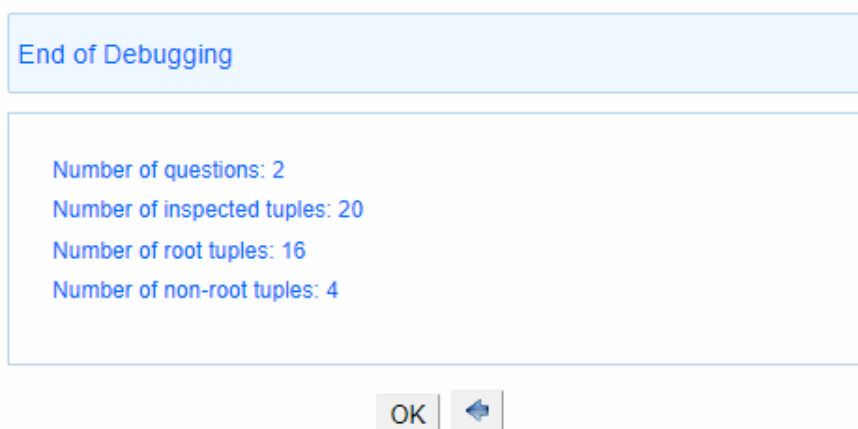 End of Debugging
Number of questions: 2
Number of inspected tuples: 20
Number of root tuples: 16
Number of non-root tuples: 4
OK